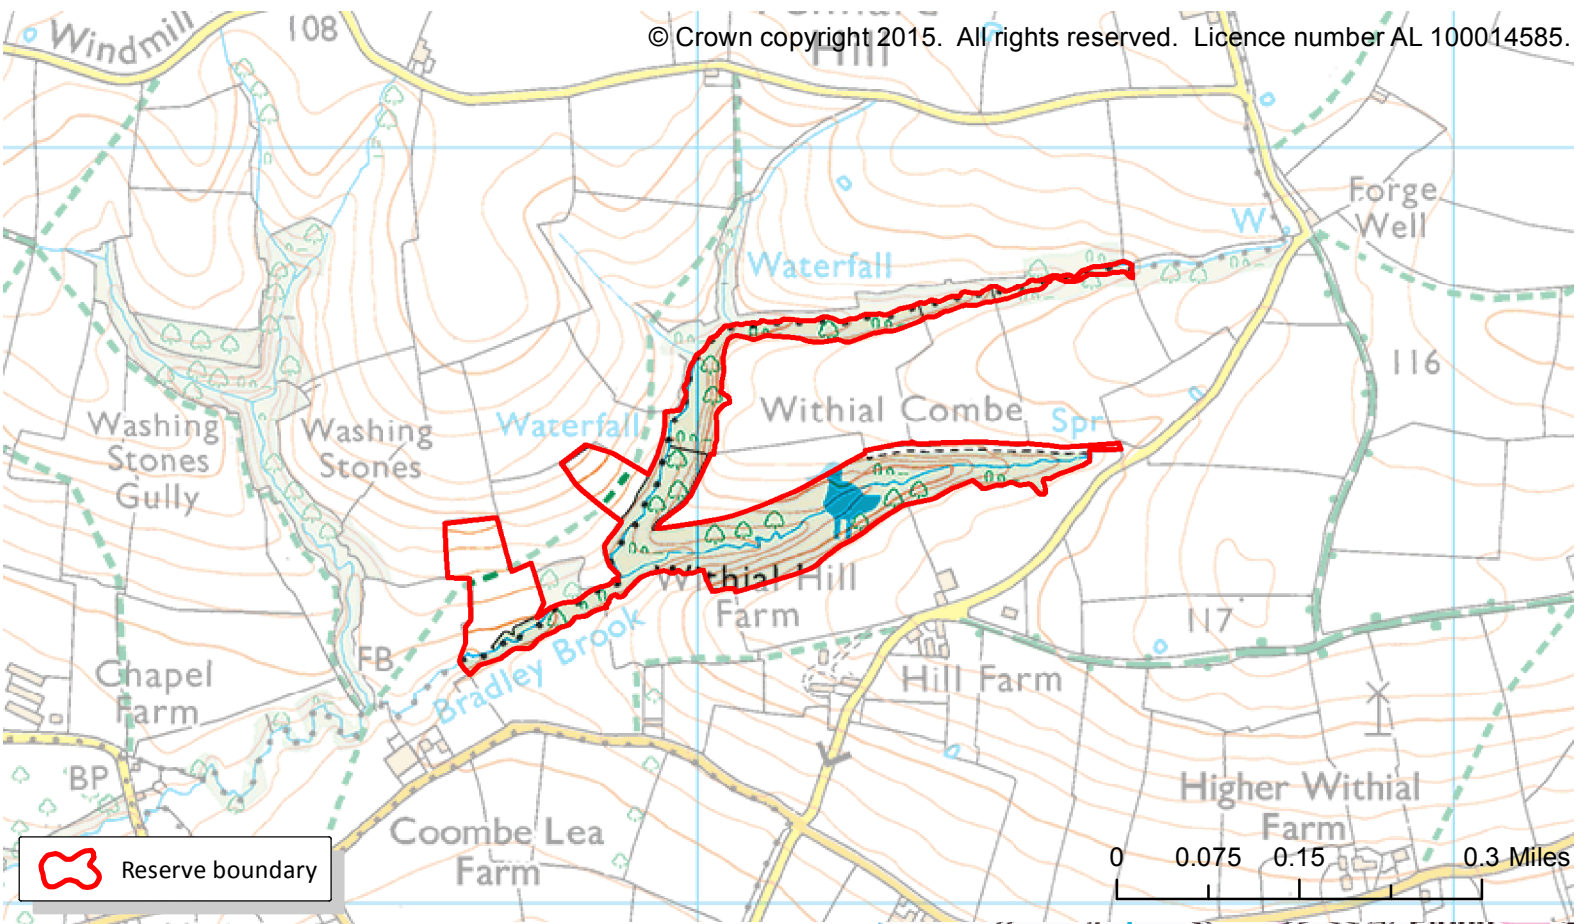 Windmill
108
Hill
© Crown copyright 2015. All rights reserved. Licence number AL 100014585.
Forge
Well
W
Waterfall
116
Washing
Stones
Gully
Washing
Stones
Waterfall
Withial Combe
Spr
Withial Hill
Farm
117
Bradley Brook
FB
Chapel
Farm
Hill Farm
BP
Higher Withial
Farm
Coombe Lea
Farm
Reserve boundary
0 0.075 0.15 0.3 Miles